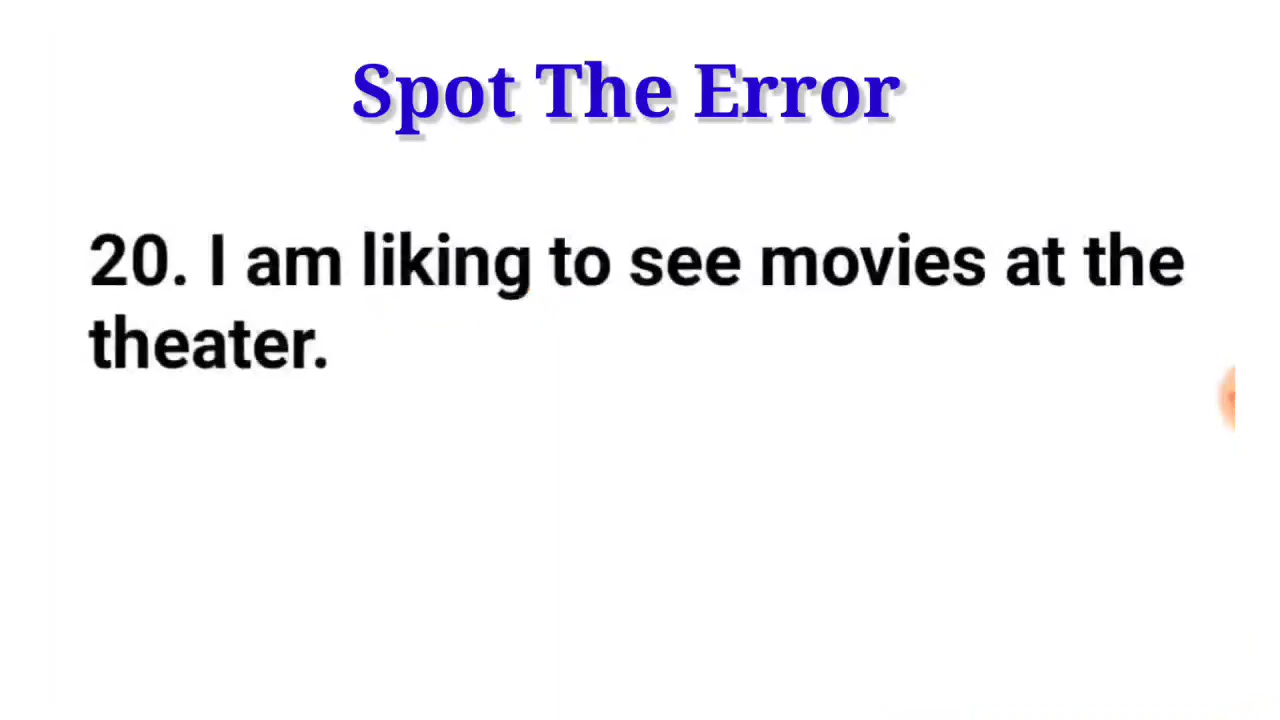 Spot The Error
20. I am liking to see movies at the
theater.